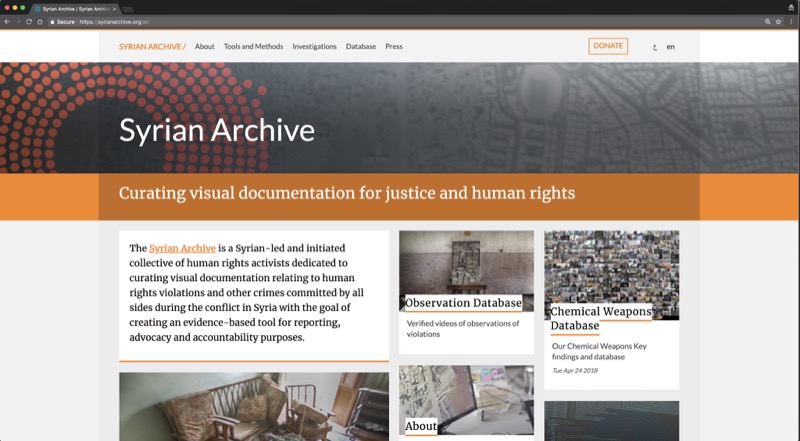 Syrian Archive | Syrian Arch
Secure
https://syrianarchive.org/en
SYRIAN ARCHIVE /
About
Tools and Methods
Investigations
Database
Press
DONATE
ع
en
Syrian Archive
Curating visual documentation for justice and human rights
The Syrian Archive is a Syrian-led and initiated
collective of human rights activists dedicated to
curating visual documentation relating to human
rights violations and other crimes committed by all
sides during the conflict in Syria with the goal of
creating an evidence-based tool for reporting,
advocacy and accountability purposes.
Observation Database
Verified videos of observations of
violations
Chemical Weapons
Database
Our Chemical Weapons Key
findings and database
Tue Apr 24 2018
About